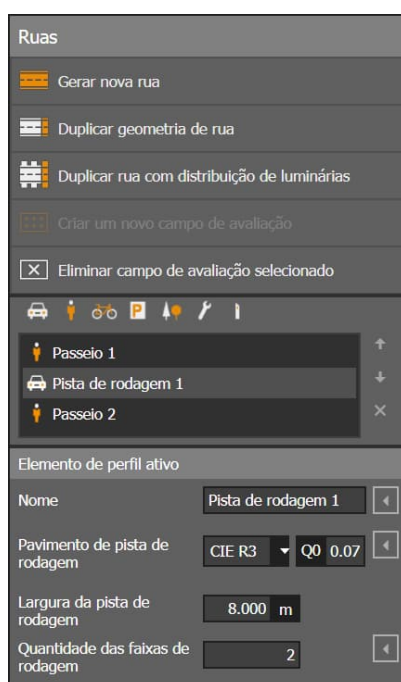 Ruas
Gerar nova rua
Duplicar geometria de rua
Duplicar rua com distribuição de luminárias
Criar um novo campo de avaliação
Eliminar campo de avaliação selecionado
P
Passeio 1
Pista de rodagem 1
Passeio 2
Elemento de perfil ativo
Nome Pista de rodagem 1
Pavimento de pista de
rodagem CIE R3 Q0 0.07
Largura da pista de
rodagem 8.000 m
Quantidade das faixas de
rodagem 2